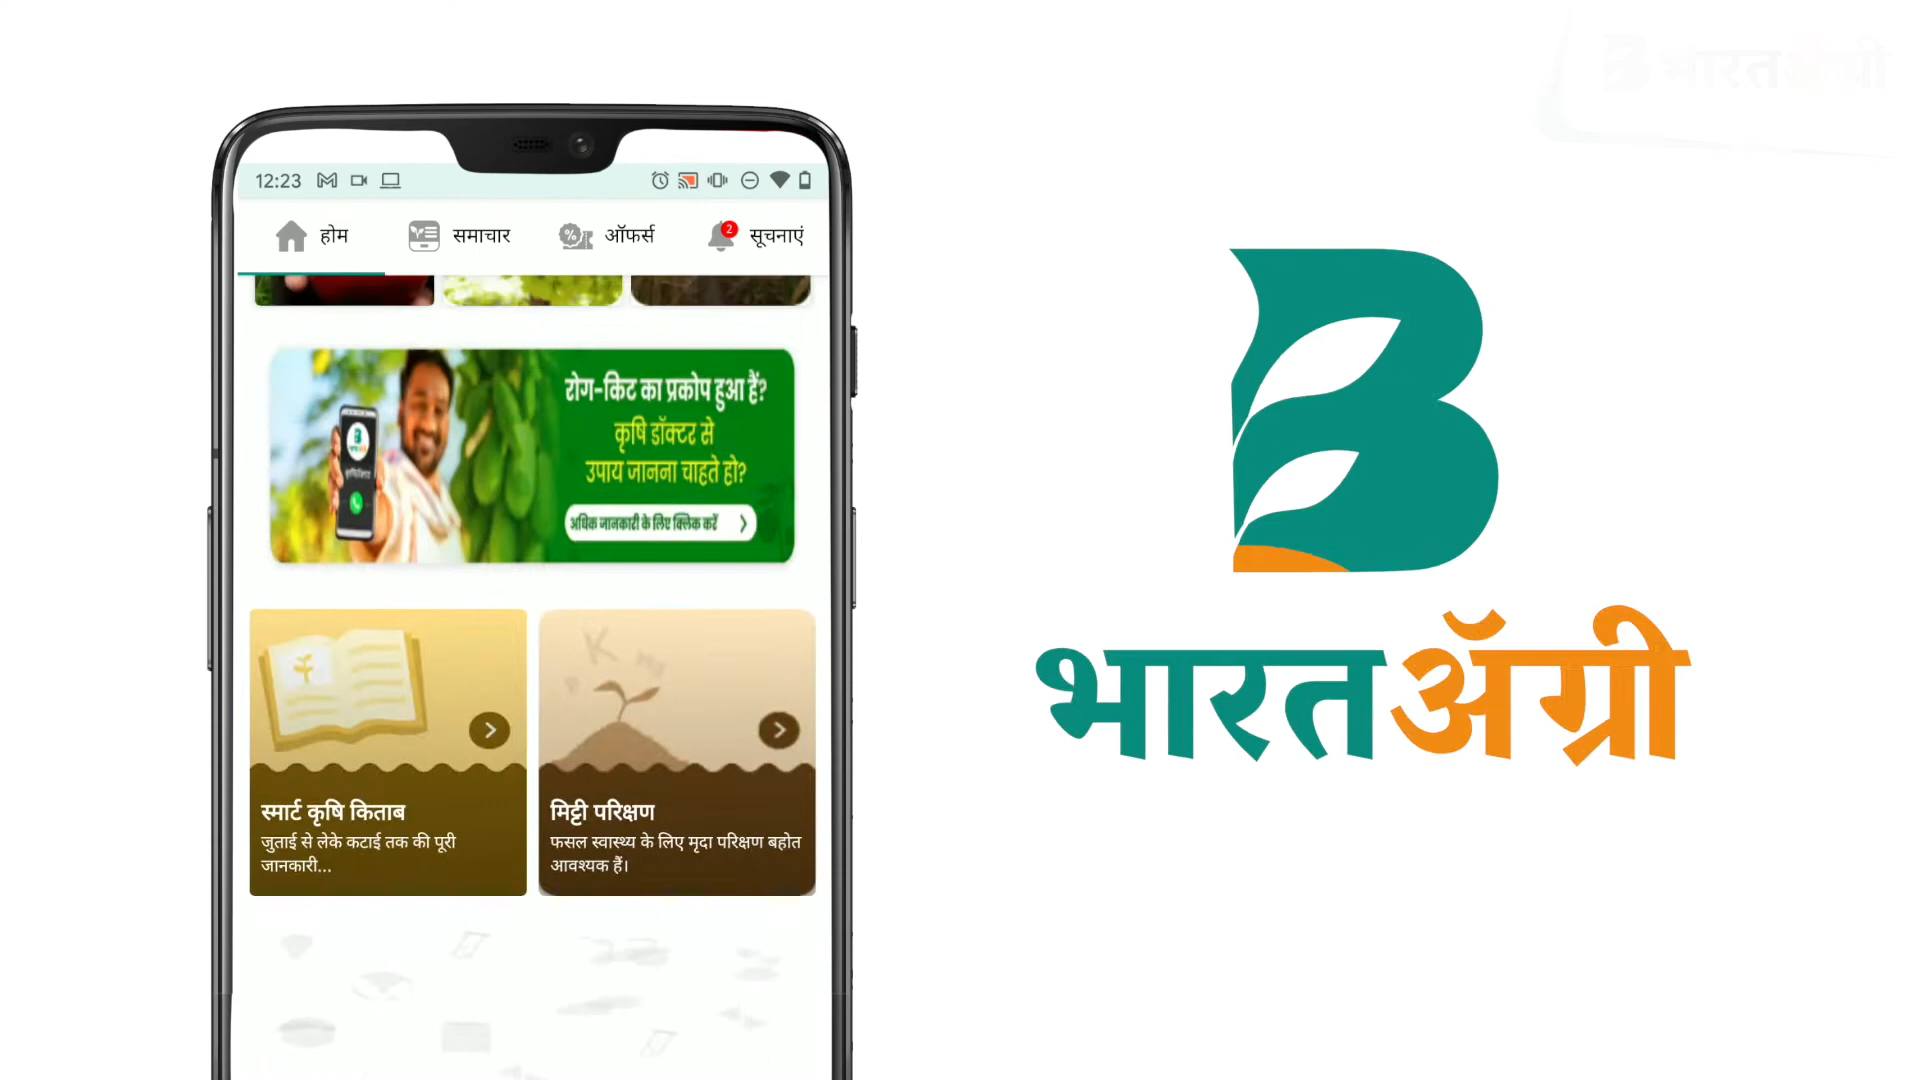 भारतॲग्री
12:23
होम
समाचार
ऑफर्स
2
सूचनाएं
रोग-किट का प्रकोप हुआ हैं?
कृषि डॉक्टर से
उपाय जानना चाहते हो?
अधिक जानकारी के लिए क्लिक करें
स्मार्ट कृषि किताब
जुताई से लेके कटाई तक की पूरी
जानकारी...
K
मिट्टी परिक्षण
फसल स्वास्थ्य के लिए मृदा परिक्षण बहोत
आवश्यक हैं।
भारतॲग्री